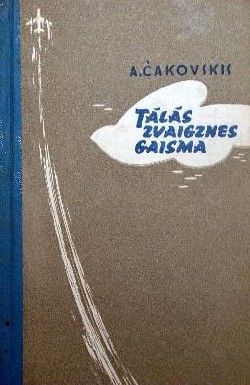 A. ČAKOVSKIS
TĀLĀS
ZVAIGZNES
GAISMA